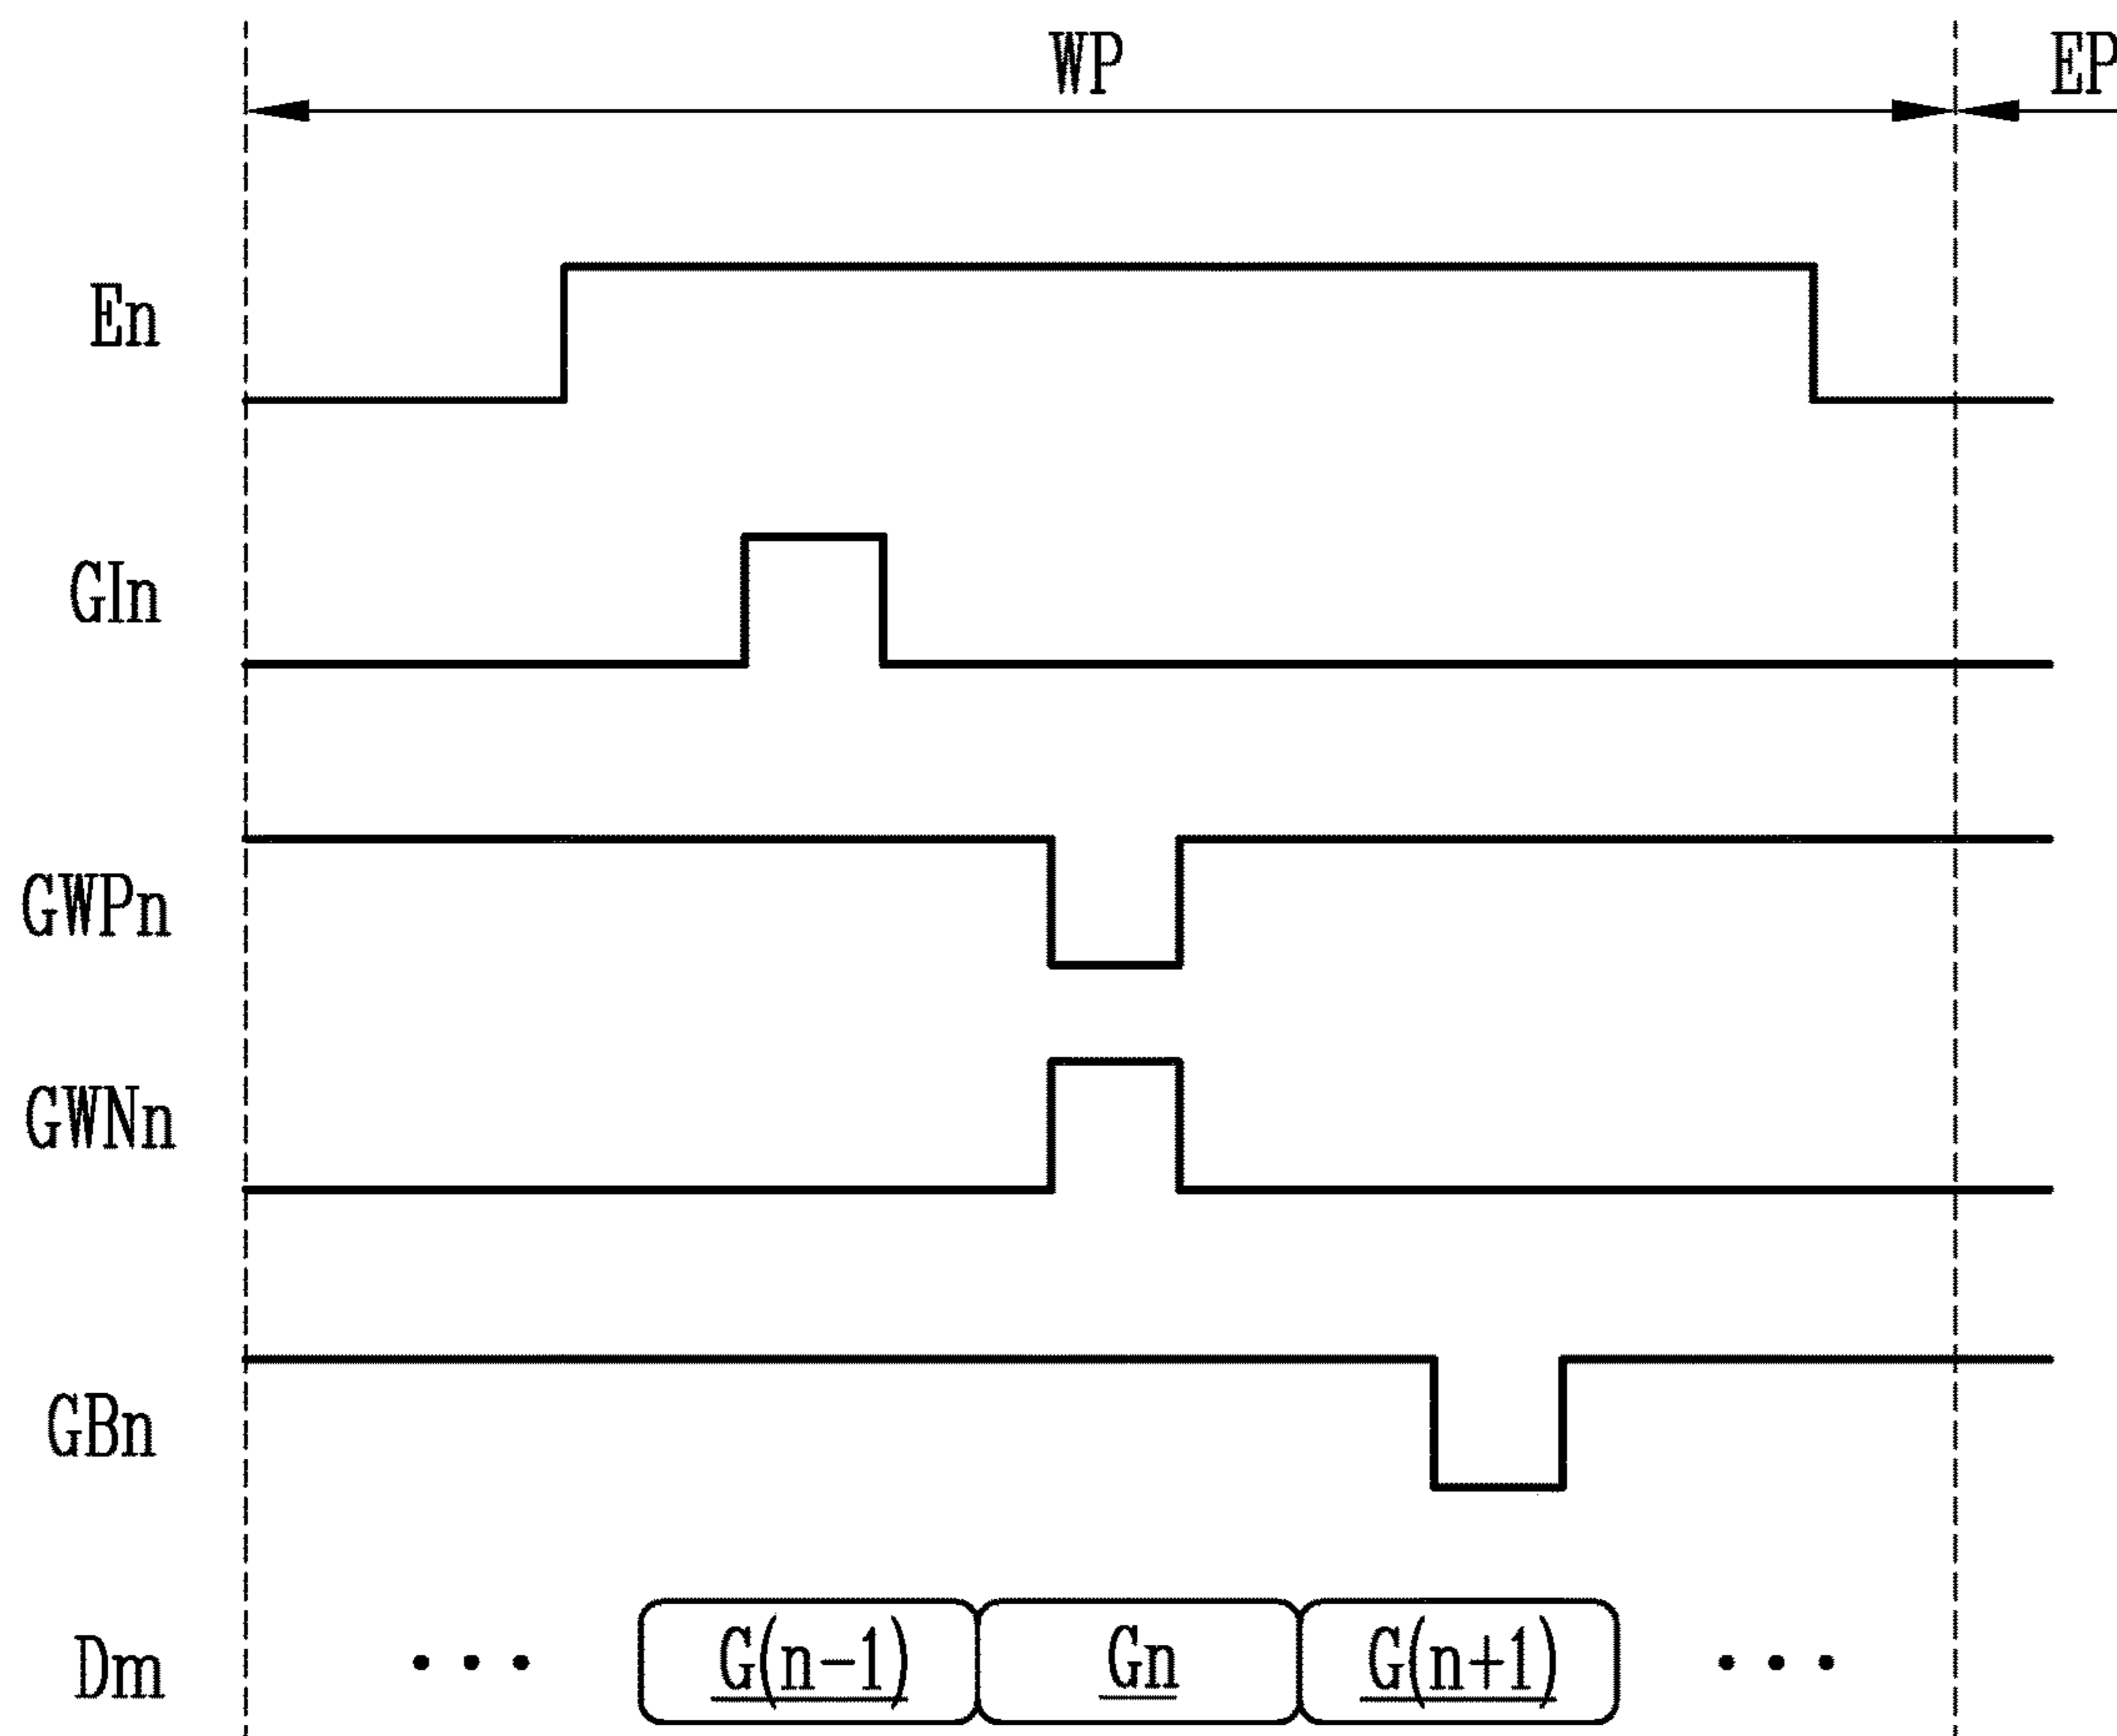 WP EP
En
GIn
GWPn
GWNn
GBn
Dm ··· G(n-1) Gn G(n+1) ···